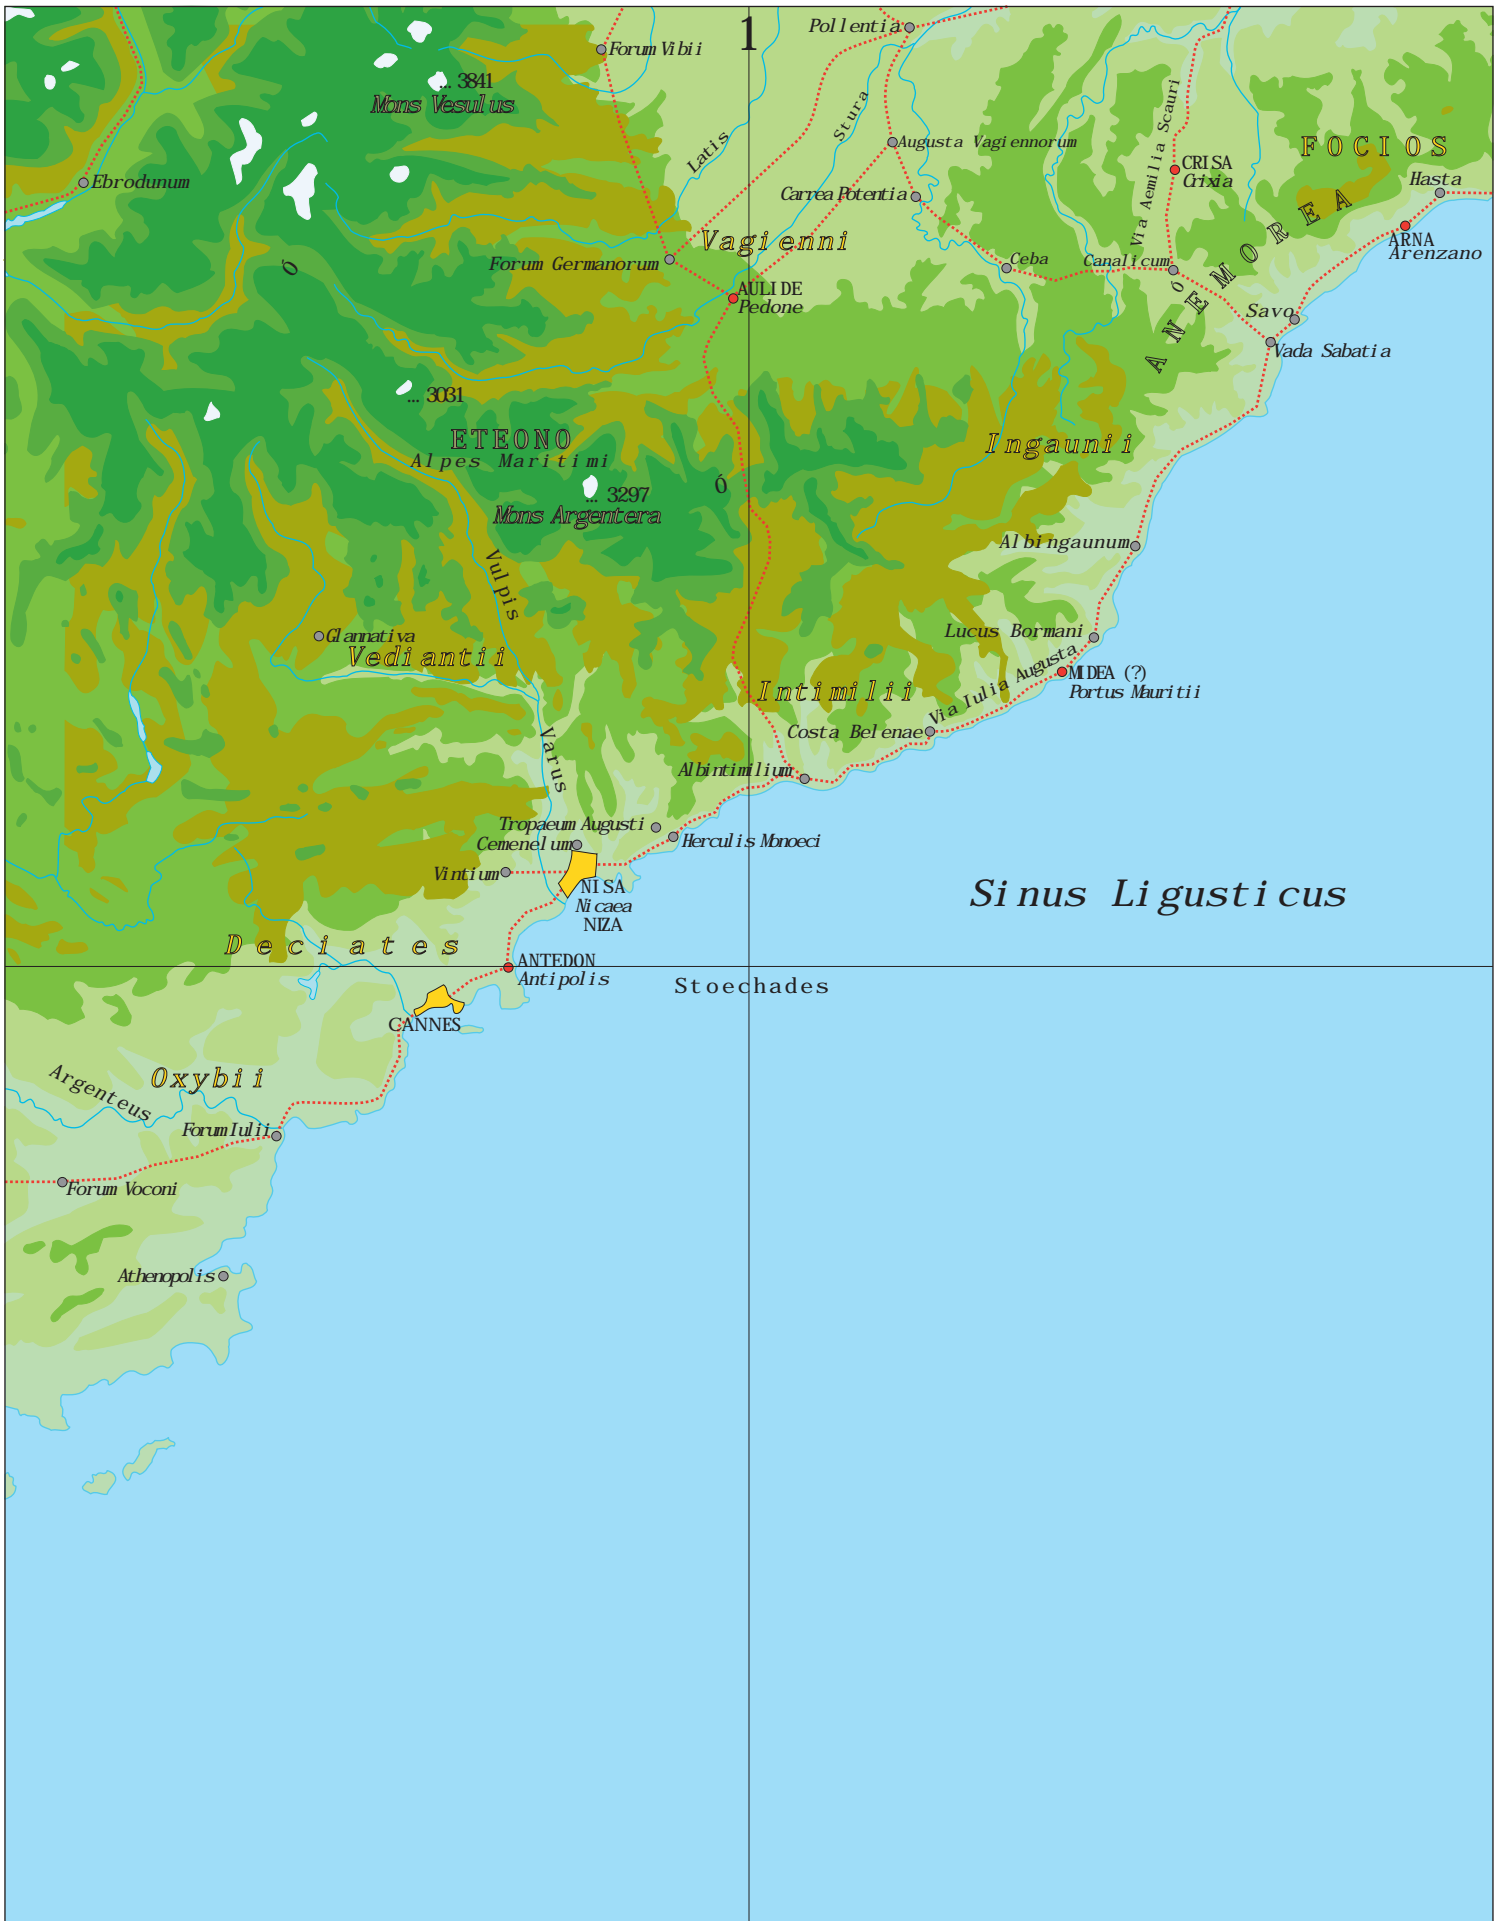 1
Pollentia
Forum Vibii
... 3841
Mons Vesulus
Stura
Via Aemilia Scauri
Latis
Augusta Vagiennorum
FOCIOS
CRISA
Crixia
Ebrodunum
Hasta
Carrea Potentia
ANEMOREA
ARNA
Arenzano
Vagienni
Ó
Forum Germanorum
Ceba
Canalicum
Ó
AULIDE
Pedone
Savo
Vada Sabatia
... 3031
ETEONO
Alpes Maritimi
Ingaunii
Ó
... 3297
Mons Argentera
Albingaunum
Vulpis
Glannativa
Vediantii
Lucus Bormani
Via Iulia Augusta
MIDEA (?)
Portus Mauritii
Intimilii
Costa Belenae
Varus
Albintimilium
Tropaeum Augusti
Herculis Monoeci
Cemenelum
Vintium
NISA
Nicaea
NIZA
Sinus Ligusticus
Deciates
ANTEDON
Antipolis
Stoechades
CANNES
Oxybii
Argenteus
Forum Iulii
Forum Voconi
Athenopolis